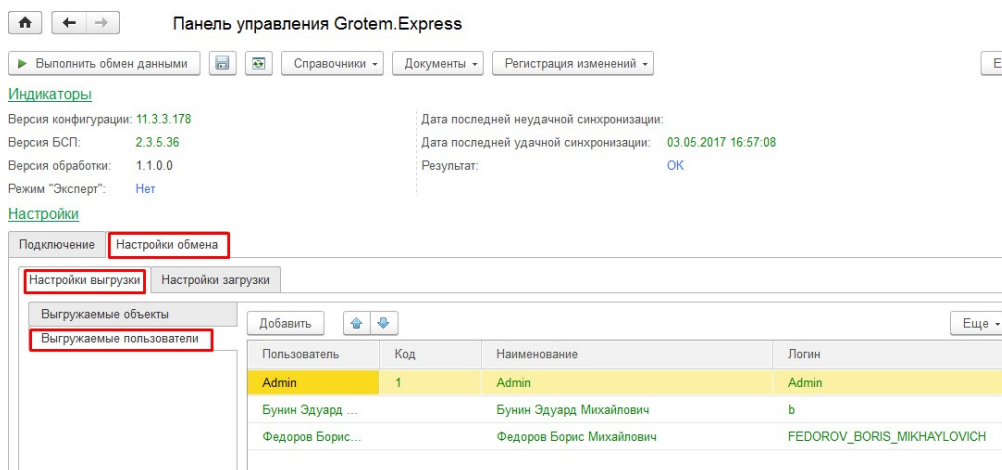 Панель управления Grotem.Express
Выполнить обмен данными Справочники Документы Регистрация изменений
Индикаторы
Версия конфигурации: 11.3.3.178 Дата последней неудачной синхронизации:
Версия БСП: 2.3.5.36 Дата последней удачной синхронизации: 03.05.2017 16:57:08
Версия обработки: 1.1.0.0 Результат: ОК
Режим "Эксперт": Нет
Настройки
Подключение Настройки обмена
Настройки выгрузки Настройки загрузки
Выгружаемые объекты
Выгружаемые пользователи
Добавить Еще
Пользователь Код Наименование Логин
Admin 1 Admin Admin
Бунин Эдуард ... Бунин Эдуард Михайлович b
Федоров Борис... Федоров Борис Михайлович FEDOROV_BORIS_MIKHAYLOVICH